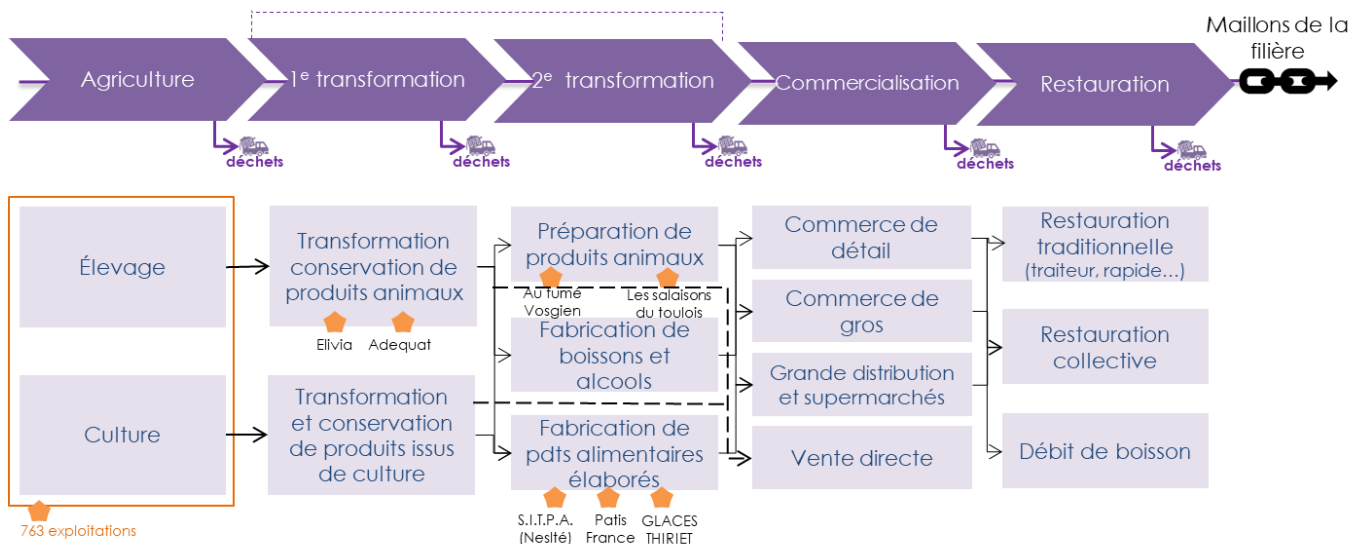 Maillons de la
filière
Agriculture
1e transformation
2e transformation
Commercialisation
Restauration
déchets
déchets
déchets
déchets
déchets
Élevage
Culture
763 exploitations
Transformation
conservation de
produits animaux
Elivia
Adequat
Transformation
et conservation
de produits issus
de culture
Préparation de
produits animaux
Au fumé
Vosgien
Les salaisons
du toulois
Fabrication de
boissons et
alcools
Fabrication de
pdts alimentaires
élaborés
S.I.T.P.A.
(Neslté)
Patis
France
GLACES
THIRIET
Commerce de
détail
Commerce de
gros
Grande distribution
et supermarchés
Vente directe
Restauration
traditionnelle
(traiteur, rapide…)
Restauration
collective
Débit de boisson